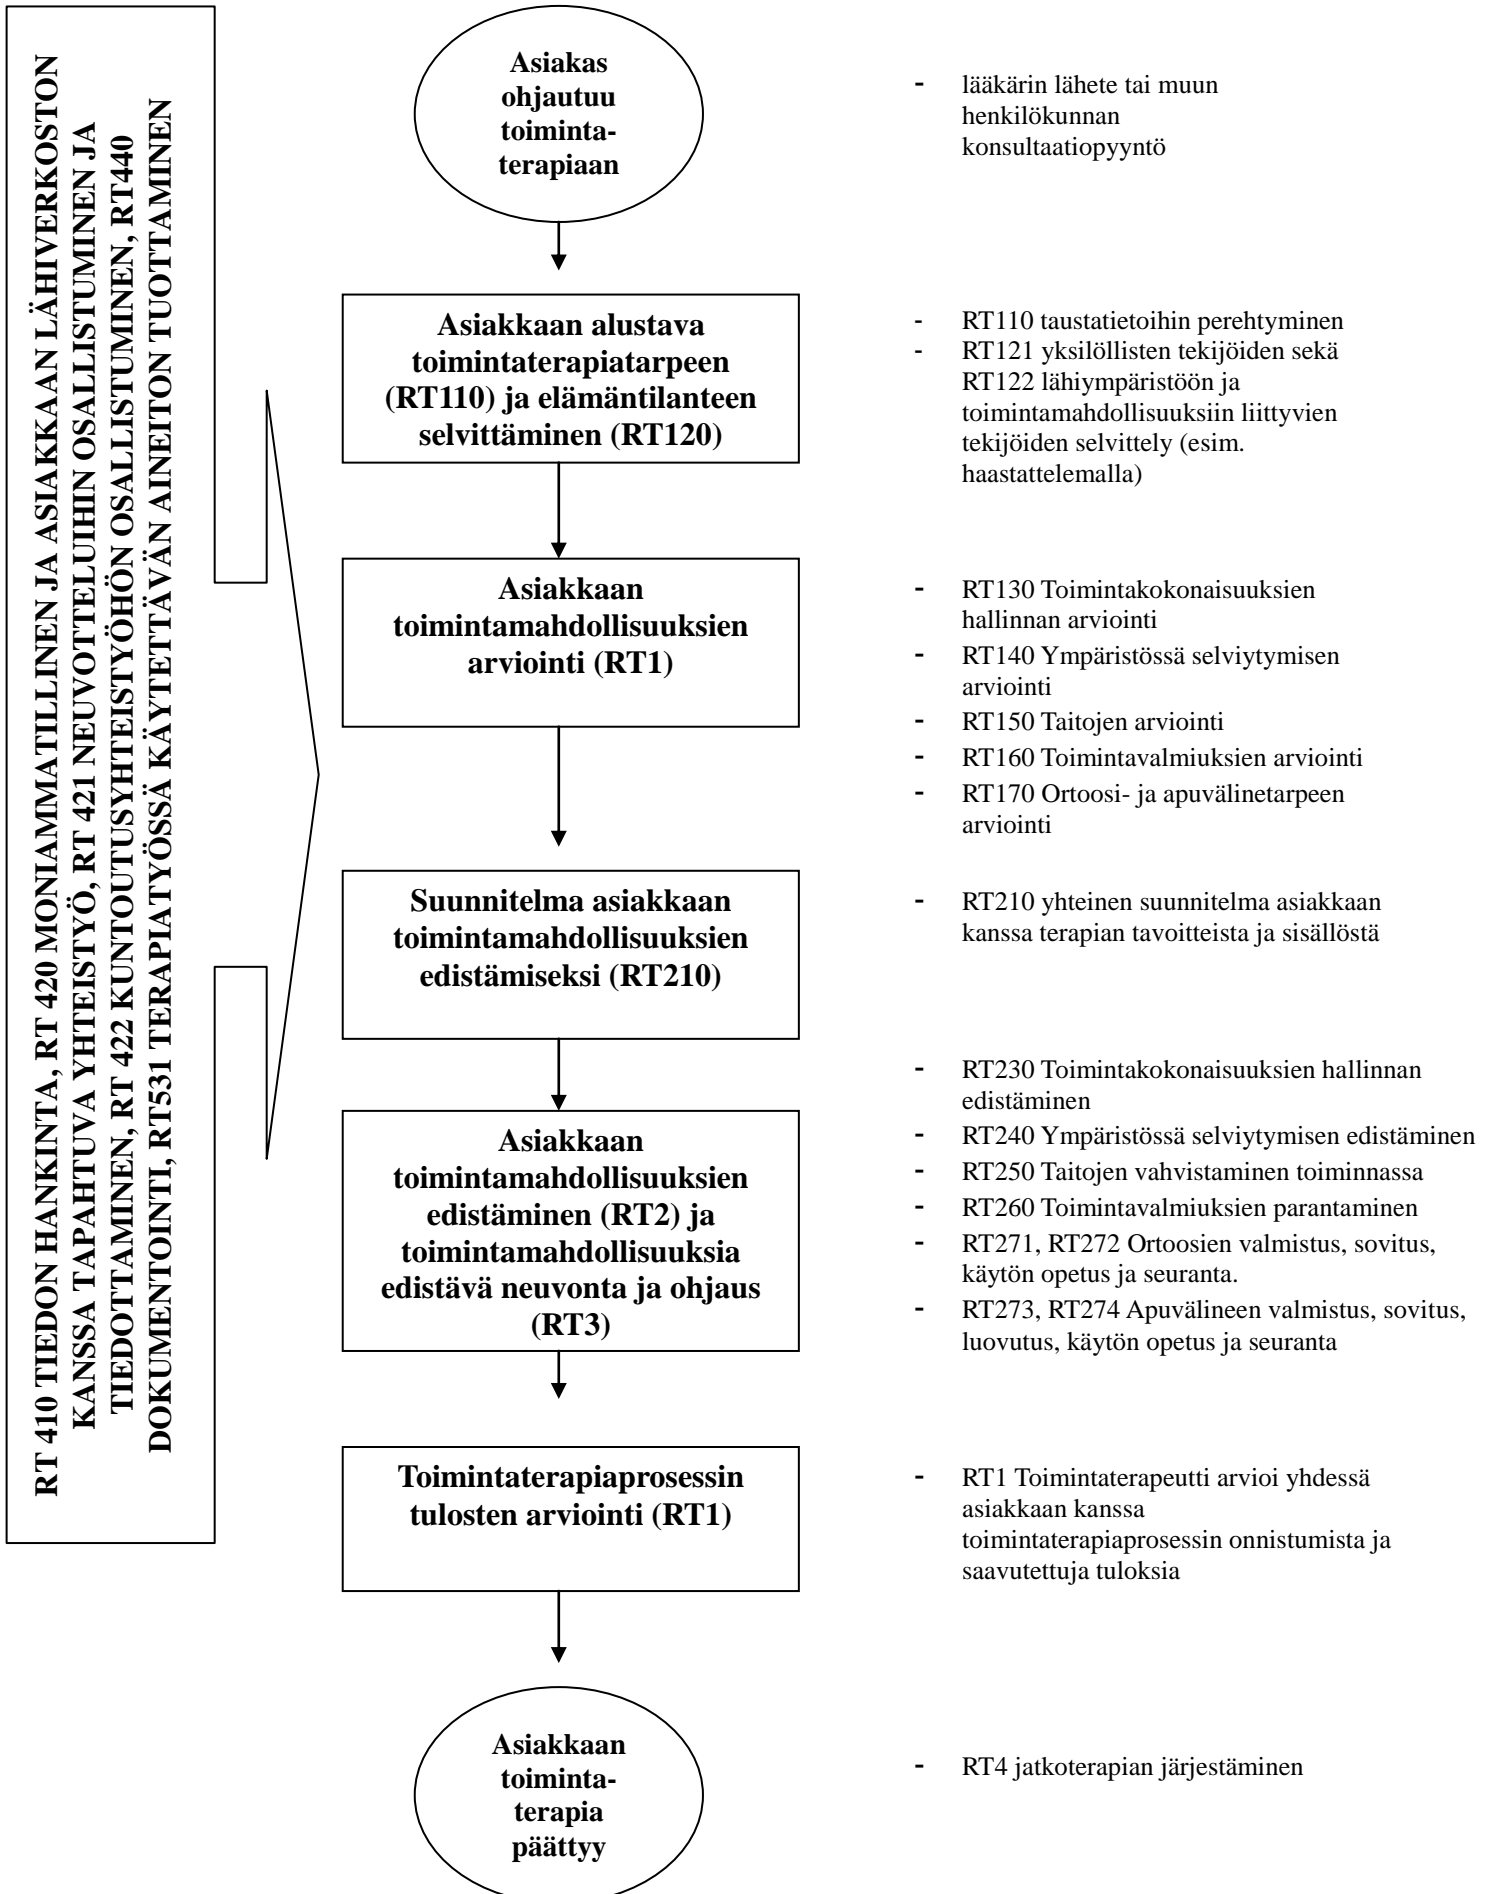 RT 410 TIEDON HANKINTA, RT 420 MONIAMMATILLINEN JA ASIAKKAAN LÄHIVERKOSTON
KANSSA TAPAHTUVA YHTEISTYÖ, RT 421 NEUVOTTELUIHIN OSALLISTUMINEN JA
TIEDOTTAMINEN, RT 422 KUNTOUTUSYHTEISTYÖHÖN OSALLISTUMINEN, RT440
DOKUMENTOINTI, RT531 TERAPIATYÖSSÄ KÄYTETTÄVÄN AINEITON TUOTTAMINEN
Asiakas
ohjautuu
toiminta-
terapiaan
- lääkärin lähete tai muun
henkilökunnan
konsultaatiopyyntö
Asiakkaan alustava
toimintaterapiatarpeen
(RT110) ja elämäntilanteen
selvittäminen (RT120)
- RT110 taustatietoihin perehtyminen
- RT121 yksilöllisten tekijöiden sekä
RT122 lähiympäristöön ja
toimintamahdollisuuksiin liittyvien
tekijöiden selvittely (esim.
haastattelemalla)
Asiakkaan
toimintamahdollisuuksien
arviointi (RT1)
- RT130 Toimintakokonaisuuksien
hallinnan arviointi
- RT140 Ympäristössä selviytymisen
arviointi
- RT150 Taitojen arviointi
- RT160 Toimintavalmiuksien arviointi
- RT170 Ortoosi- ja apuvälinetarpeen
arviointi
Suunnitelma asiakkaan
toimintamahdollisuuksien
edistämiseksi (RT210)
- RT210 yhteinen suunnitelma asiakkaan
kanssa terapian tavoitteista ja sisällöstä
Asiakkaan
toimintamahdollisuuksien
edistäminen (RT2) ja
toimintamahdollisuuksia
edistävä neuvonta ja ohjaus
(RT3)
- RT230 Toimintakokonaisuuksien hallinnan
edistäminen
- RT240 Ympäristössä selviytymisen edistäminen
- RT250 Taitojen vahvistaminen toiminnassa
- RT260 Toimintavalmiuksien parantaminen
- RT271, RT272 Ortoosien valmistus, sovitus,
käytön opetus ja seuranta.
- RT273, RT274 Apuvälineen valmistus, sovitus,
luovutus, käytön opetus ja seuranta
Toimintaterapiaprosessin
tulosten arviointi (RT1)
- RT1 Toimintaterapeutti arvioi yhdessä
asiakkaan kanssa
toimintaterapiaprosessin onnistumista ja
saavutettuja tuloksia
Asiakkaan
toiminta-
terapia
päättyy
- RT4 jatkoterapian järjestäminen